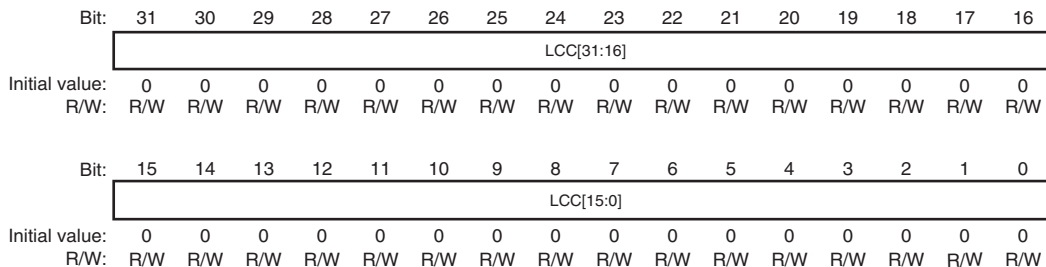 Bit: 31 30 29 28 27 26 25 24 23 22 21 20 19 18 17 16
LCC[31:16]
Initial value: 0 0 0 0 0 0 0 0 0 0 0 0 0 0 0 0
R/W: R/W R/W R/W R/W R/W R/W R/W R/W R/W R/W R/W R/W R/W R/W R/W R/W
Bit: 15 14 13 12 11 10 9 8 7 6 5 4 3 2 1 0
LCC[15:0]
Initial value: 0 0 0 0 0 0 0 0 0 0 0 0 0 0 0 0
R/W: R/W R/W R/W R/W R/W R/W R/W R/W R/W R/W R/W R/W R/W R/W R/W R/W